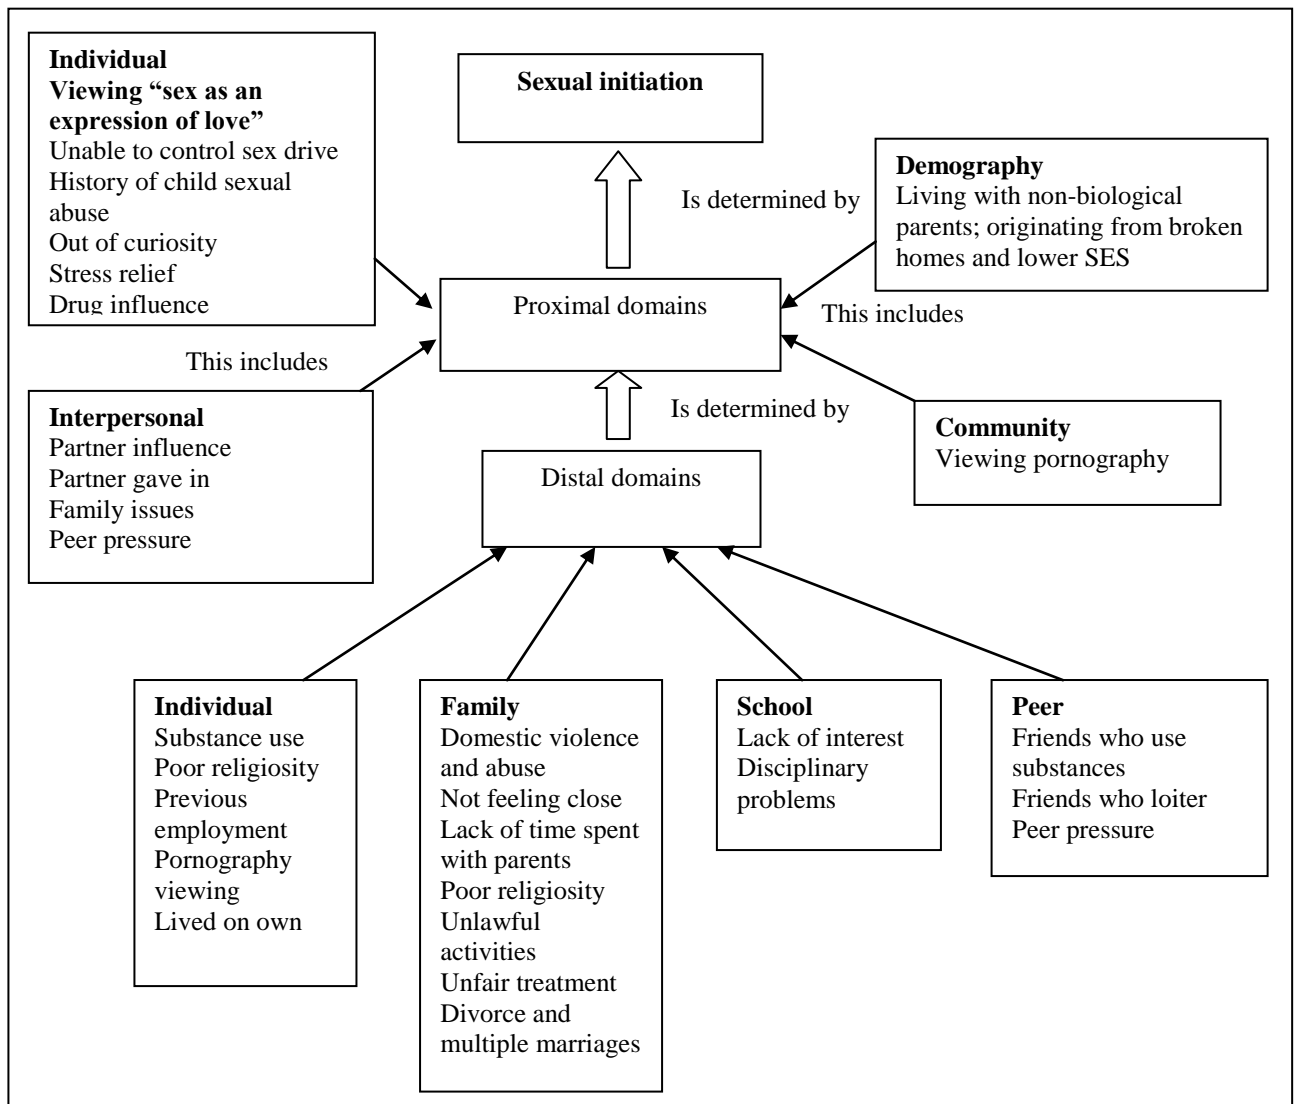 Individual
Viewing “sex as an
expression of love”
Unable to control sex drive
History of child sexual
abuse
Out of curiosity
Stress relief
Drug influence
Sexual initiation
Is determined by
Demography
Living with non-biological
parents; originating from broken
homes and lower SES
Proximal domains
This includes
This includes
Interpersonal
Partner influence
Partner gave in
Family issues
Peer pressure
Is determined by
Community
Viewing pornography
Distal domains
Individual
Substance use
Poor religiosity
Previous
employment
Pornography
viewing
Lived on own
Family
Domestic violence
and abuse
Not feeling close
Lack of time spent
with parents
Poor religiosity
Unlawful
activities
Unfair treatment
Divorce and
multiple marriages
School
Lack of interest
Disciplinary
problems
Peer
Friends who use
substances
Friends who loiter
Peer pressure